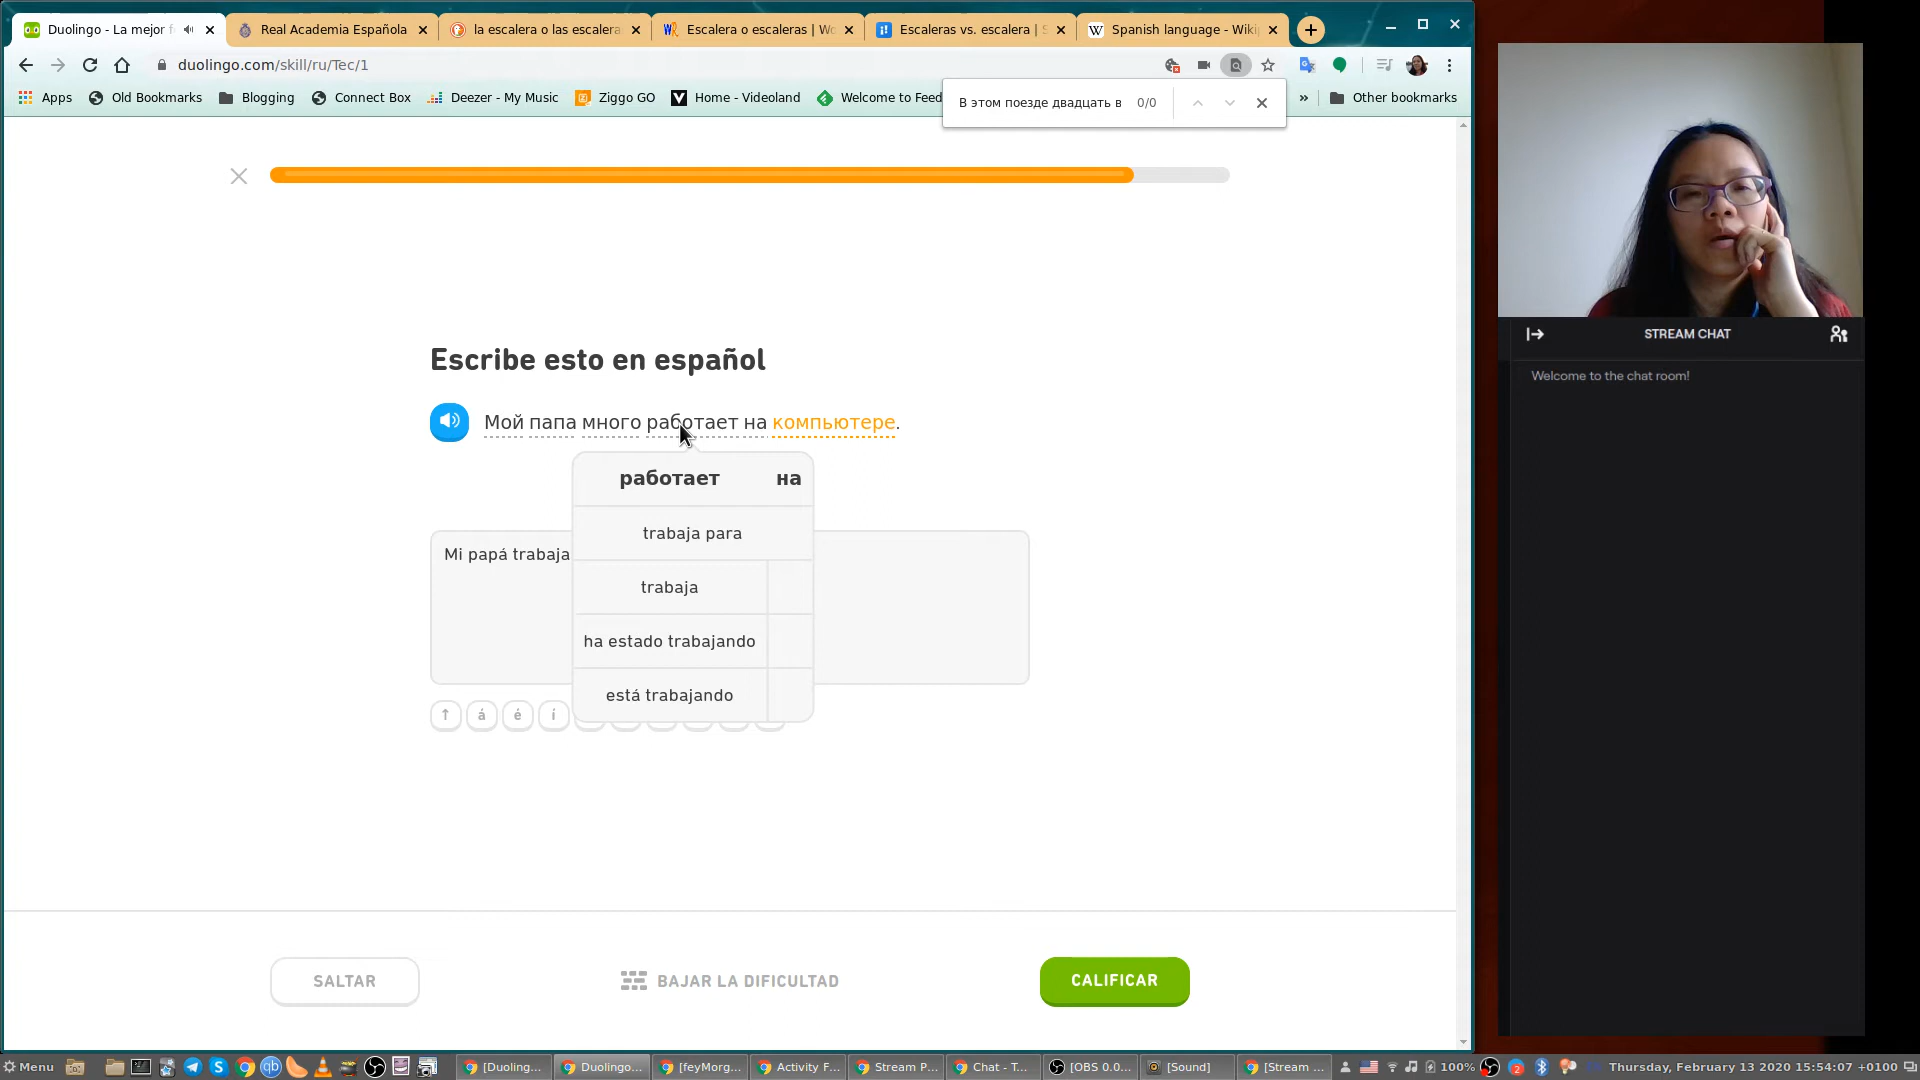 Duolingo - La mejor f
Real Academia Española
la escalera o las escalera
Escalera o escaleras | Wo
Escaleras vs. escalera | S
Spanish language - Wiki
duolingo.com/skill/ru/Tec/1
Apps
Old Bookmarks
Blogging
Connect Box
Deezer - My Music
Ziggo GO
Home - Videoland
Welcome to Feed
»
Other bookmarks
В этом поезде двадцать в 0/0
Escribe esto en español
Мой папа много работает на компьютере.
работает на
trabaja para
trabaja
ha estado trabajando
está trabajando
Mi papá trabaja
↑ á é í
SALTAR
BAJAR LA DIFICULTAD
CALIFICAR
STREAM CHAT
Welcome to the chat room!
Menu
[Duoling...
Duolingo...
[feyMorg...
Activity F...
Stream P...
Chat - T...
[OBS 0.0...
[Sound]
[Stream ...
100%
2
Thursday, February 13 2020 15:54:07 +0100